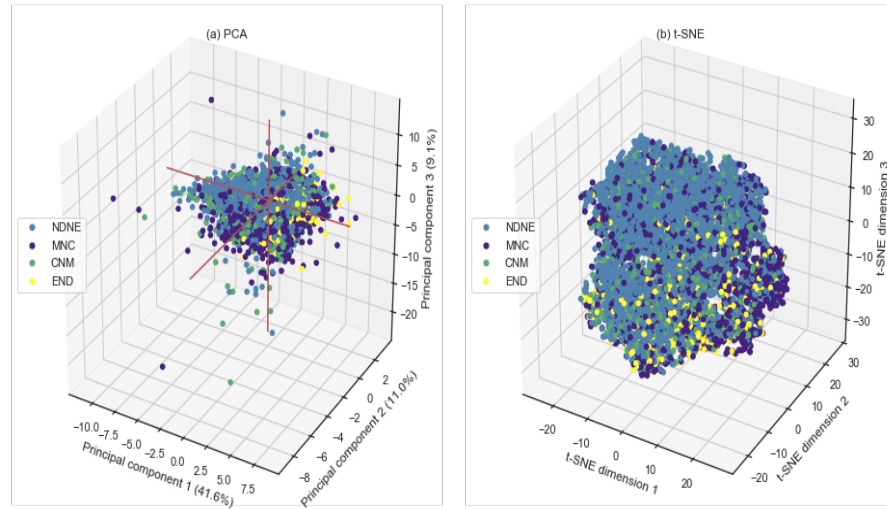 (a) PCA
NDNE
MNC
CNM
END
10
5
0
−5
−10
−15
−20
Principal component 3 (9.1%)
2
0
−2
−4
−6
−8
Principal component 2 (11.0%)
−10.0
−7.5
−5.0
−2.5
0.0
2.5
5.0
7.5
Principal component 1 (41.6%)
(b) t-SNE
NDNE
MNC
CNM
END
30
20
10
0
−10
−20
−30
t-SNE dimension 3
30
20
10
0
−10
−20
t-SNE dimension 2
−20
−10
0
10
20
t-SNE dimension 1